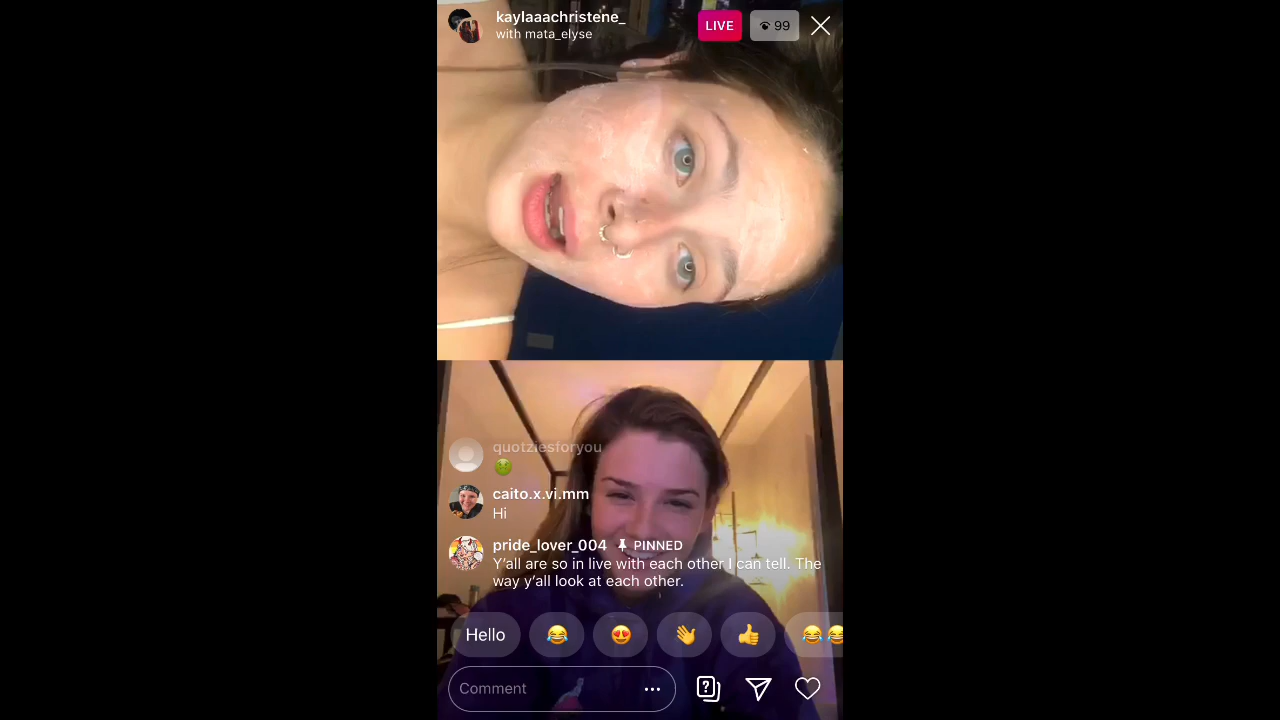 kaylaaachristene_
with mata_elyse
LIVE
99
quotziesforyou
caito.x.vi.mm
Hi
pride_lover_004 PINNED
Y'all are so in live with each other I can tell. The
way y'all look at each other.
Hello
Comment